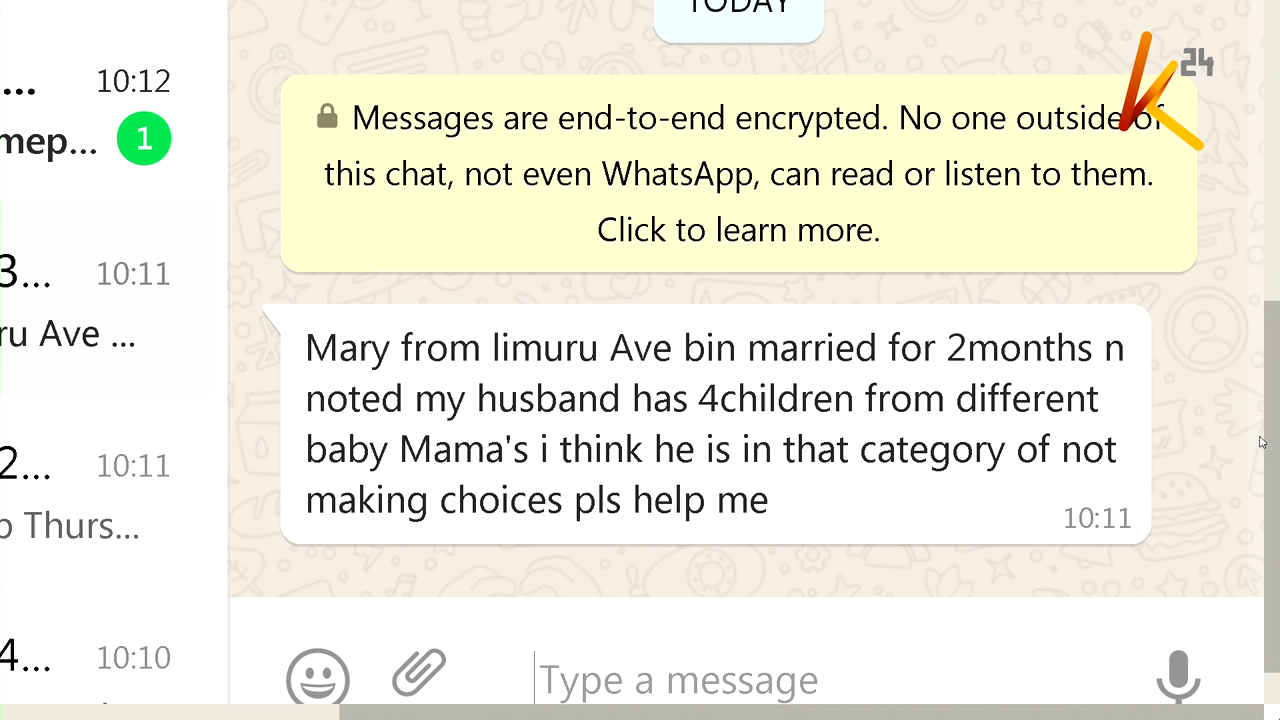 TODAY
...
10:12
mep...
1
24
Messages are end-to-end encrypted. No one outside of
this chat, not even WhatsApp, can read or listen to them.
Click to learn more.
3...
10:11
ru Ave ...
Mary from limuru Ave bin married for 2months n
noted my husband has 4children from different
baby Mama's i think he is in that category of not
making choices pls help me
10:11
2...
10:11
Thurs...
4...
10:10
Type a message